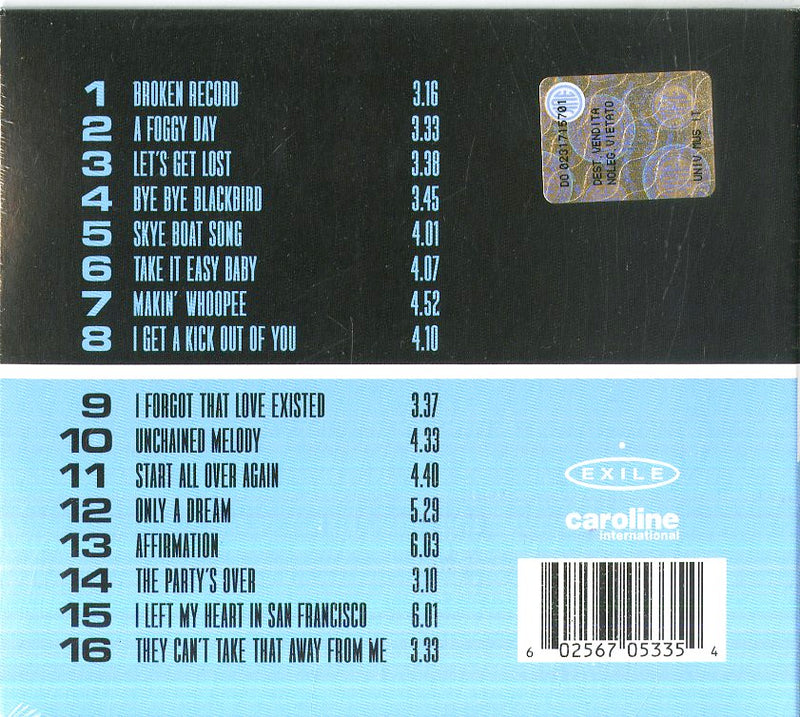 1 BROKEN RECORD 3.16
2 A FOGGY DAY 3.33
3 LET'S GET LOST 3.38
4 BYE BYE BLACKBIRD 3.45
5 SKYE BOAT SONG 4.01
6 TAKE IT EASY BABY 4.07
7 MAKIN' WHOOPEE 4.52
8 I GET A KICK OUT OF YOU 4.10
DO 0231715701
DEST. VENDITA
NOLEG. VIETATO
UNIV MUS IT
9 I FORGOT THAT LOVE EXISTED 3.37
10 UNCHAINED MELODY 4.33
11 START ALL OVER AGAIN 4.40
12 ONLY A DREAM 5.29
13 AFFIRMATION 6.03
14 THE PARTY'S OVER 3.10
15 I LEFT MY HEART IN SAN FRANCISCO 6.01
16 THEY CAN'T TAKE THAT AWAY FROM ME 3.33
EXILE
caroline
international
6 02567 05335 4